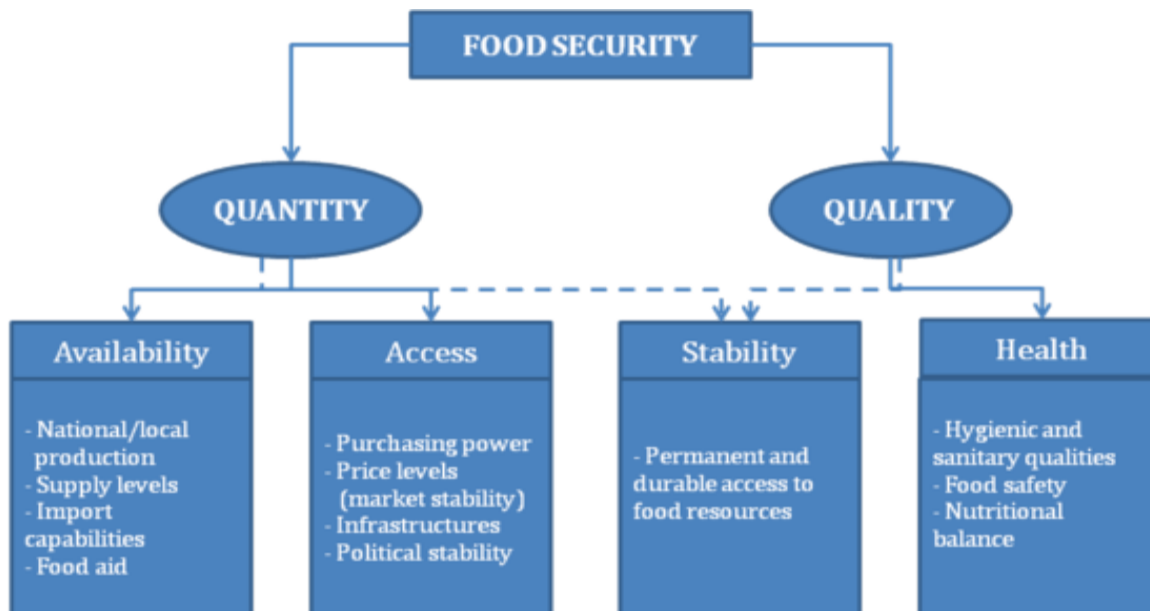 FOOD SECURITY
QUANTITY
QUALITY
Availability
- National/local
production
- Supply levels
- Import
capabilities
- Food aid
Access
- Purchasing power
- Price levels
(market stability)
- Infrastructures
- Political stability
Stability
- Permanent and
durable access to
food resources
Health
- Hygienic and
sanitary qualities
- Food safety
- Nutritional
balance